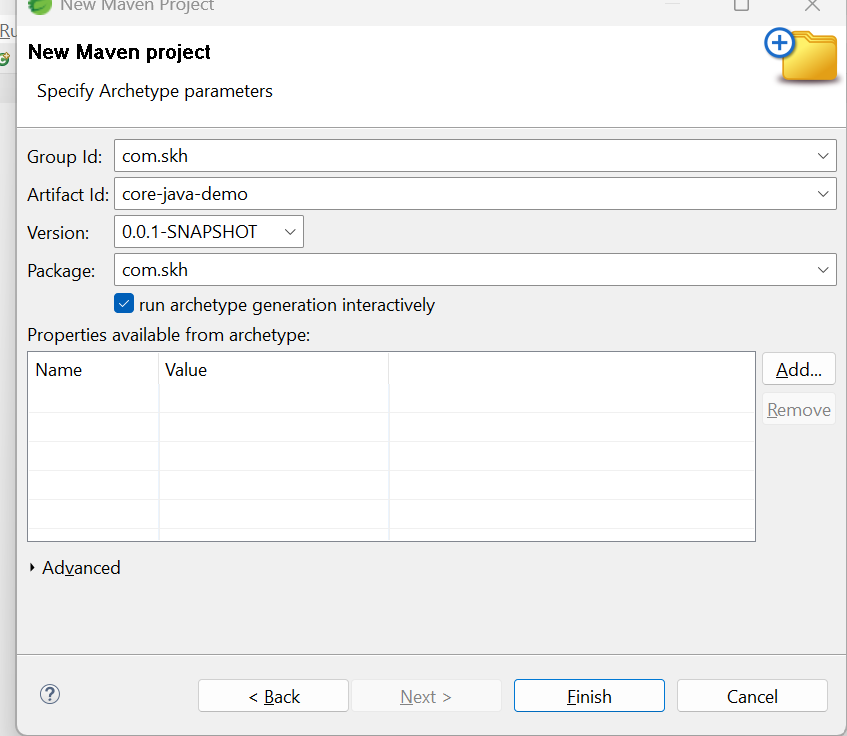 New Maven Project
Ru
New Maven project
Specify Archetype parameters
Group Id: com.skh
Artifact Id: core-java-demo
Version: 0.0.1-SNAPSHOT
Package: com.skh
run archetype generation interactively
Properties available from archetype:
Name Value
Add...
Remove
Advanced
< Back Next > Finish Cancel